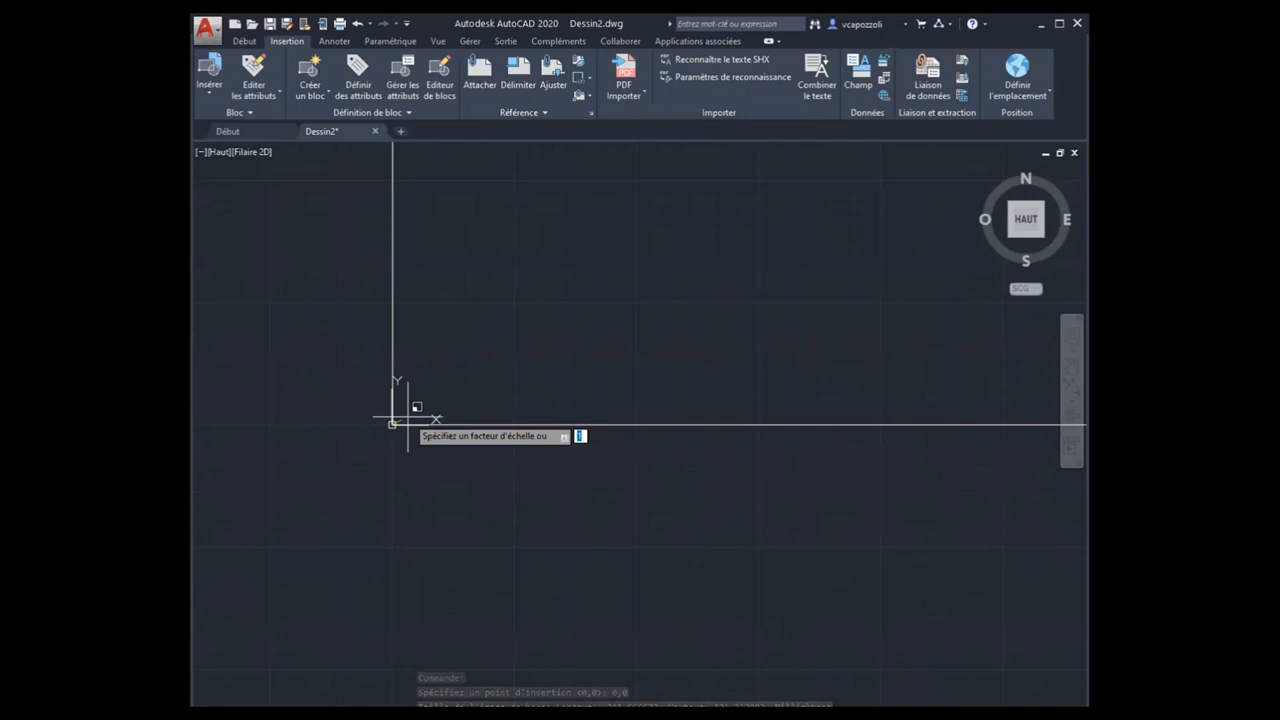 Autodesk AutoCAD 2020 Dessin2.dwg
Entrez mot-clé ou expression
vcapozzoli
Début Insertion Annoter Paramétrique Vue Gérer Sortie Compléments Collaborer Applications associées
Insérer
Editer
les attributs
Créer
un bloc
Définir
des attributs
Gérer les
attributs
Editeur
de blocs
Attacher
Délimiter
Ajuster
PDF
Importer
Reconnaître le texte SHX
Paramètres de reconnaissance
Combiner
le texte
Champ
Liaison
de données
Définir
l'emplacement
Bloc
Définition de bloc
Référence
Importer
Données
Liaison et extraction
Position
Début
Dessin2*
[−][Haut][Filaire 2D]
N
O
HAUT
E
S
SCG
Y
X
Spécifiez un facteur d'échelle ou
1
Commande:
Spécifiez un point d'insertion <0,0>: 0,0